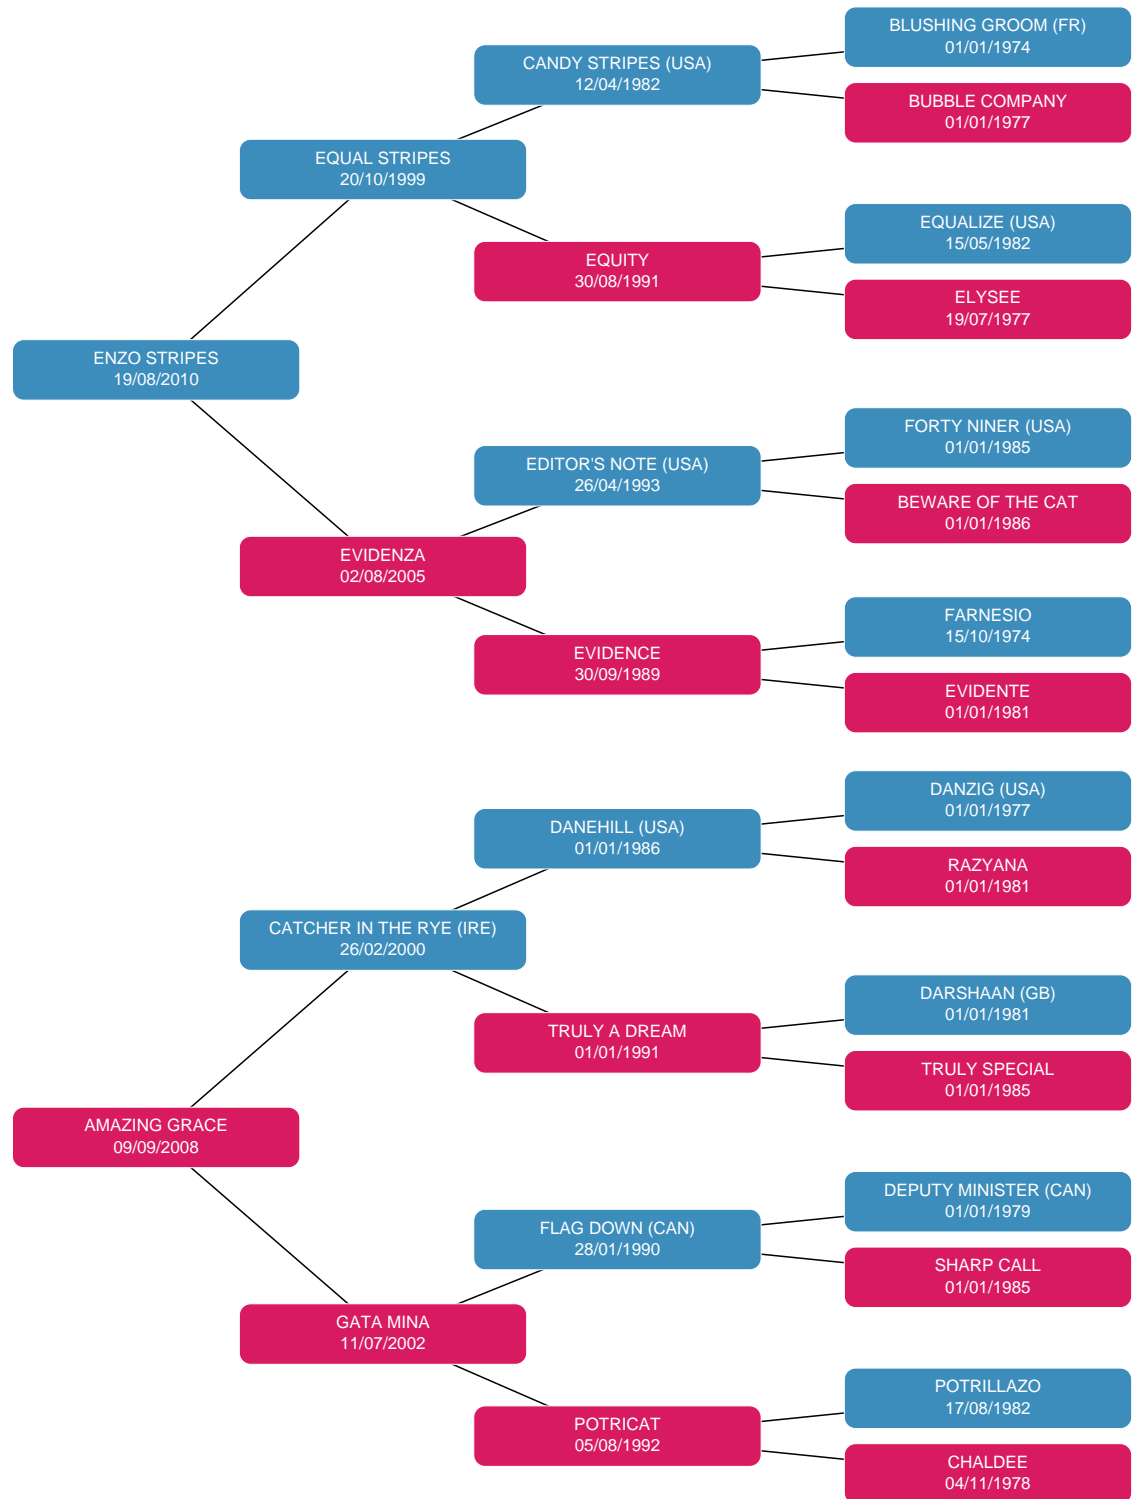 BLUSHING GROOM (FR)
01/01/1974
CANDY STRIPES (USA)
12/04/1982
BUBBLE COMPANY
01/01/1977
EQUAL STRIPES
20/10/1999
EQUALIZE (USA)
15/05/1982
EQUITY
30/08/1991
ELYSEE
19/07/1977
ENZO STRIPES
19/08/2010
FORTY NINER (USA)
01/01/1985
EDITOR'S NOTE (USA)
26/04/1993
BEWARE OF THE CAT
01/01/1986
EVIDENZA
02/08/2005
FARNESIO
15/10/1974
EVIDENCE
30/09/1989
EVIDENTE
01/01/1981
DANZIG (USA)
01/01/1977
DANEHILL (USA)
01/01/1986
RAZYANA
01/01/1981
CATCHER IN THE RYE (IRE)
26/02/2000
DARSHAAN (GB)
01/01/1981
TRULY A DREAM
01/01/1991
TRULY SPECIAL
01/01/1985
AMAZING GRACE
09/09/2008
DEPUTY MINISTER (CAN)
01/01/1979
FLAG DOWN (CAN)
28/01/1990
SHARP CALL
01/01/1985
GATA MINA
11/07/2002
POTRILLAZO
17/08/1982
POTRICAT
05/08/1992
CHALDEE
04/11/1978